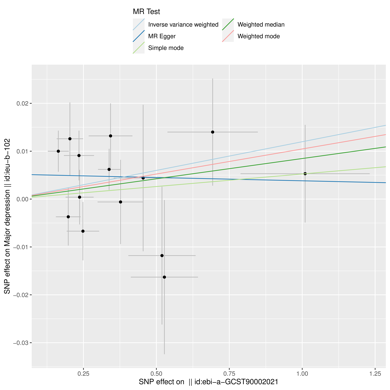 MR Test
Inverse variance weighted
Weighted median
MR Egger
Weighted mode
Simple mode
SNP effect on Major depression || id:ieu-b-102
0.02
0.01
0.00
-0.01
-0.02
-0.03
0.25
0.50
0.75
1.00
1.25
SNP effect on || id:ebi-a-GCST90002021